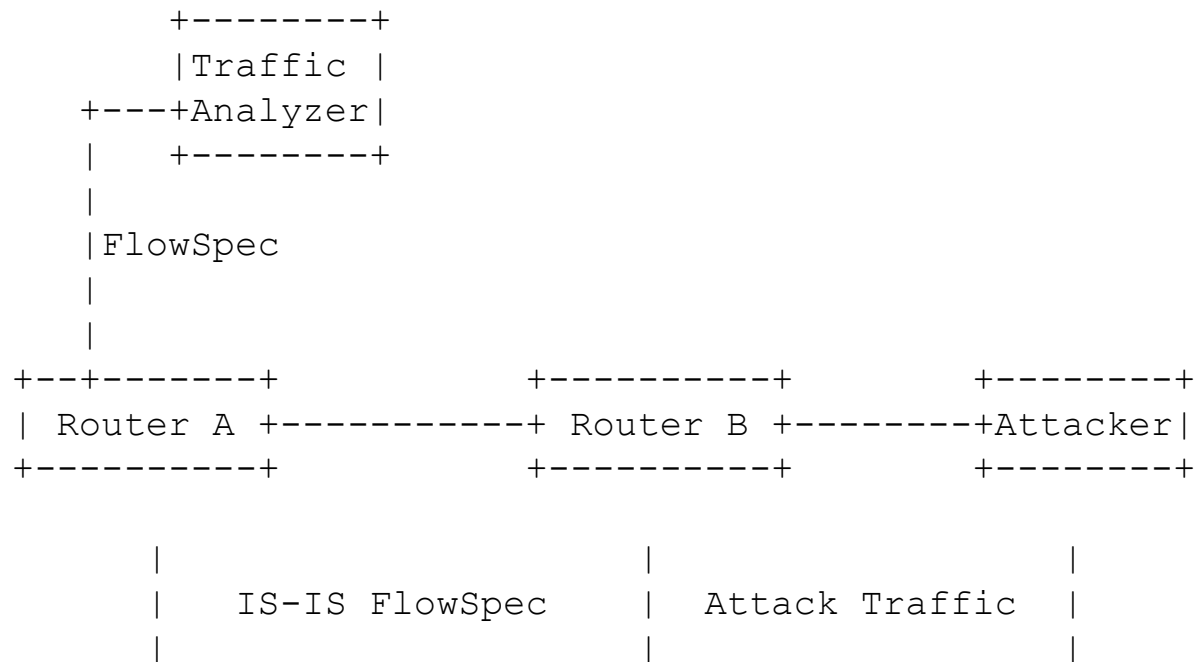 +--------+
|Traffic |
+---+Analyzer|
| +--------+
|
|FlowSpec
|
|
+--+-------+ +----------+ +--------+
| Router A +-----------+ Router B +--------+Attacker|
+----------+ +----------+ +--------+
| | |
| IS-IS FlowSpec | Attack Traffic |
| | |